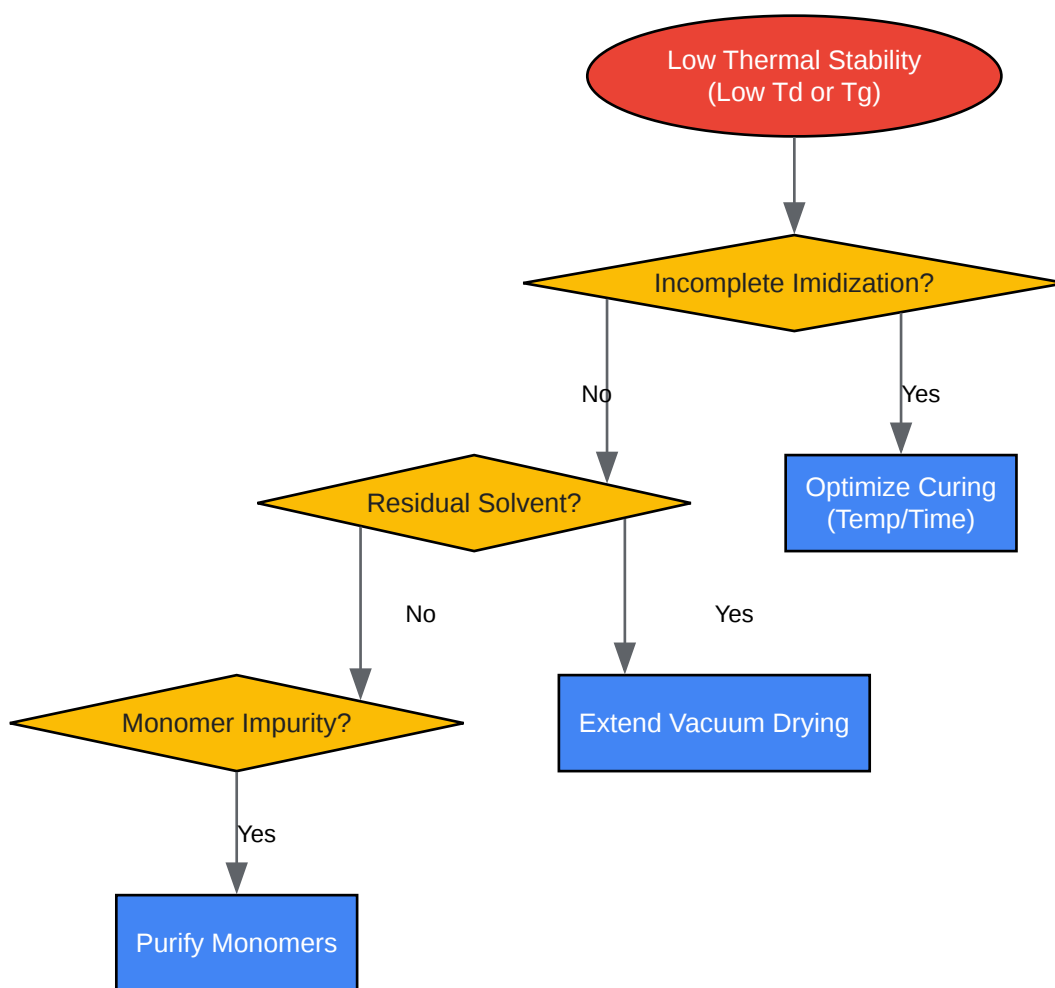 Low Thermal Stability
(Low Td or Tg)
Incomplete Imidization?
No
Yes
Residual Solvent?
Optimize Curing
(Temp/Time)
No
Yes
Monomer Impurity?
Extend Vacuum Drying
Yes
Purify Monomers